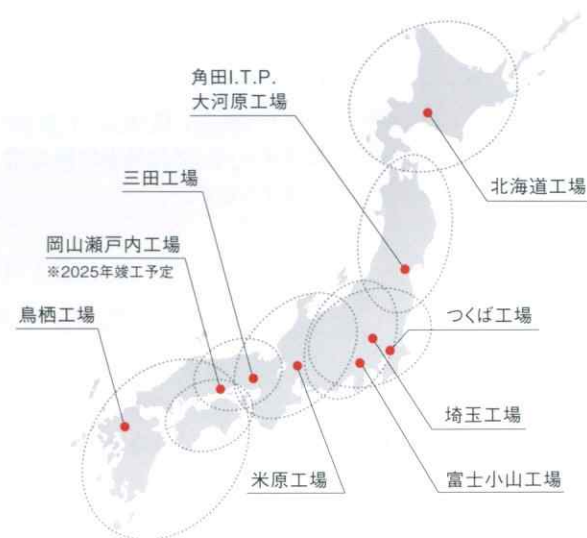 角田I.T.P.
大河原工場
北海道工場
三田工場
岡山瀬戸内工場
※2025年竣工予定
鳥栖工場
つくば工場
埼玉工場
米原工場
富士小山工場